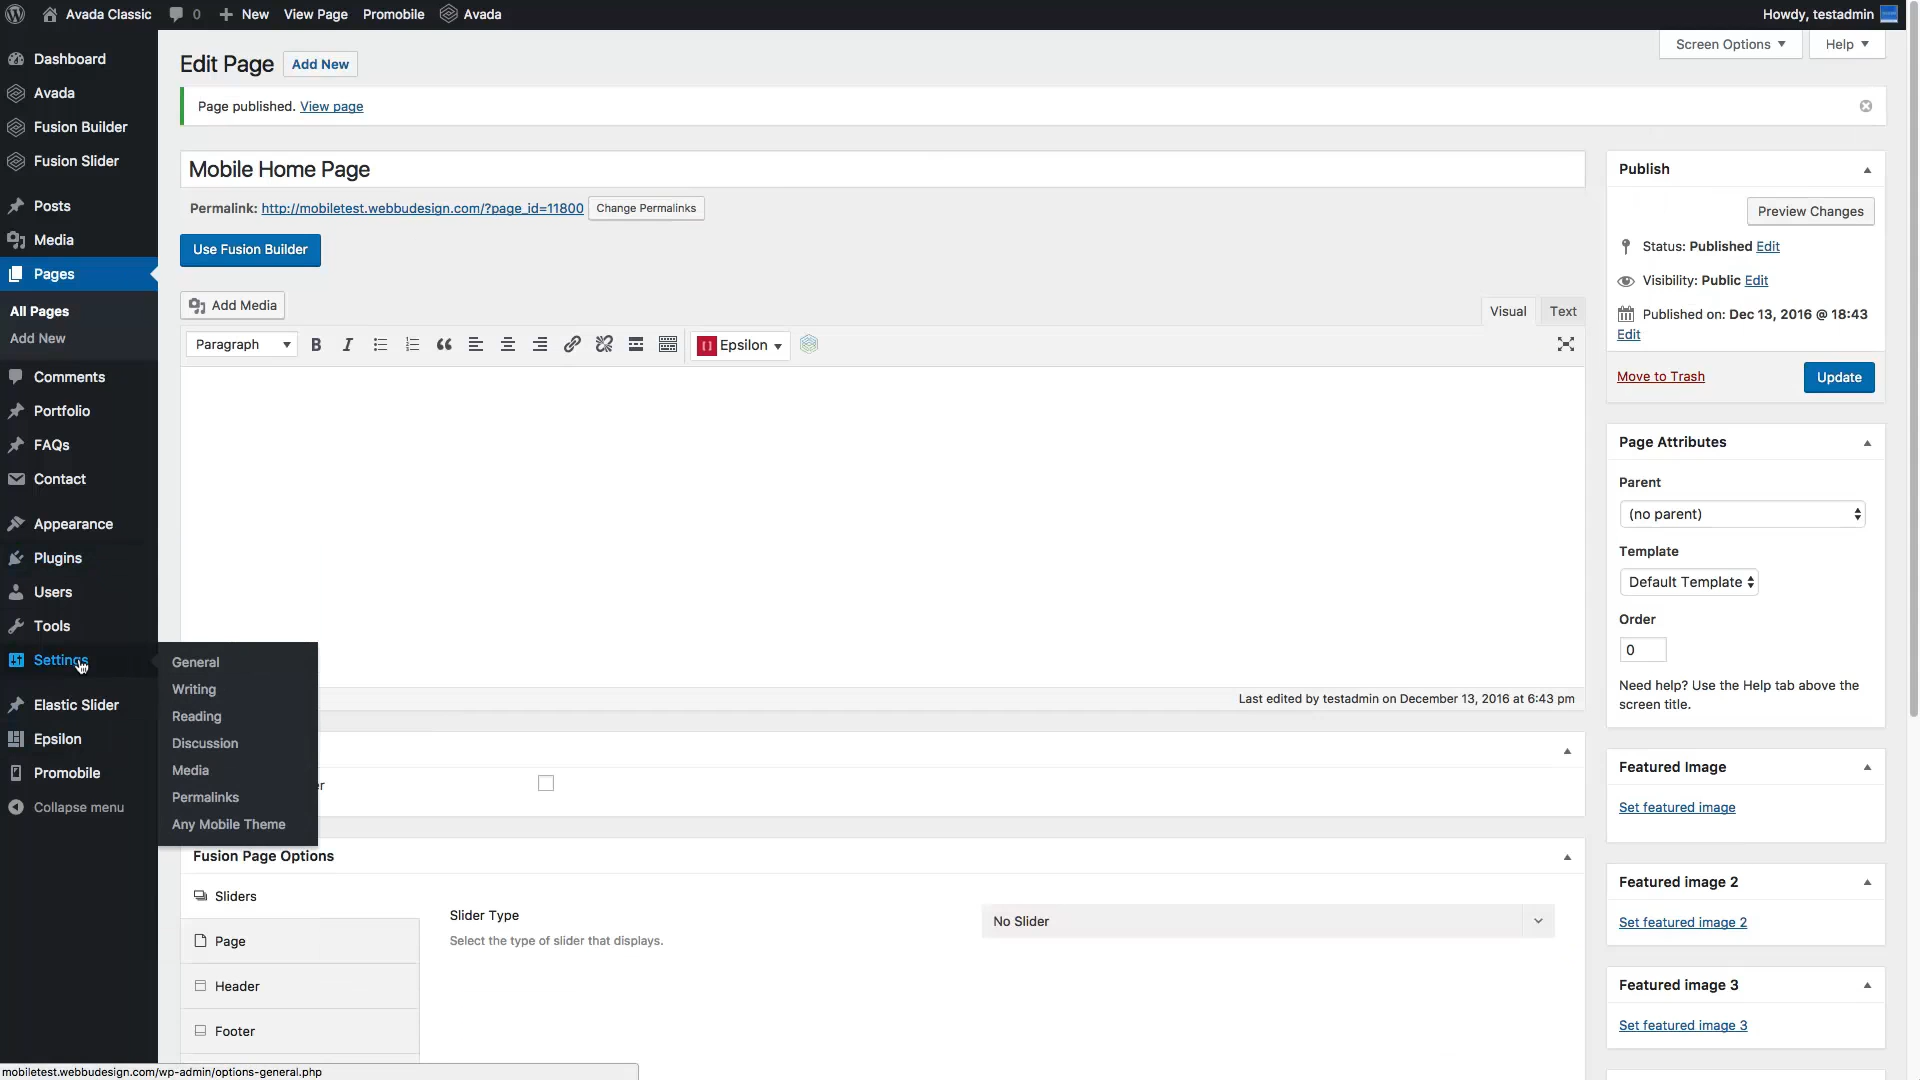 Avada Classic
0
New
View Page
Promobile
Avada
Howdy, testadmin
Dashboard
Avada
Fusion Builder
Fusion Slider
Posts
Media
Pages
All Pages
Add New
Comments
Portfolio
FAQs
Contact
Appearance
Plugins
Users
Tools
Settings
Elastic Slider
Epsilon
Promobile
Collapse menu
General
Writing
Reading
Discussion
Media
Permalinks
Any Mobile Theme
Screen Options
Help
Edit Page
Add New
Page published. View page
Mobile Home Page
Permalink: http://mobiletest.webbudesign.com/?page_id=11800 Change Permalinks
Use Fusion Builder
Add Media
Visual
Text
Paragraph
Epsilon
Last edited by testadmin on December 13, 2016 at 6:43 pm
er
Fusion Page Options
Sliders
Page
Header
Footer
Slider Type
Select the type of slider that displays.
No Slider
Publish
Preview Changes
Status: Published Edit
Visibility: Public Edit
Published on: Dec 13, 2016 @ 18:43
Edit
Move to Trash
Update
Page Attributes
Parent
(no parent)
Template
Default Template
Order
0
Need help? Use the Help tab above the
screen title.
Featured Image
Set featured image
Featured image 2
Set featured image 2
Featured image 3
Set featured image 3
mobiletest.webbudesign.com/wp-admin/options-general.php